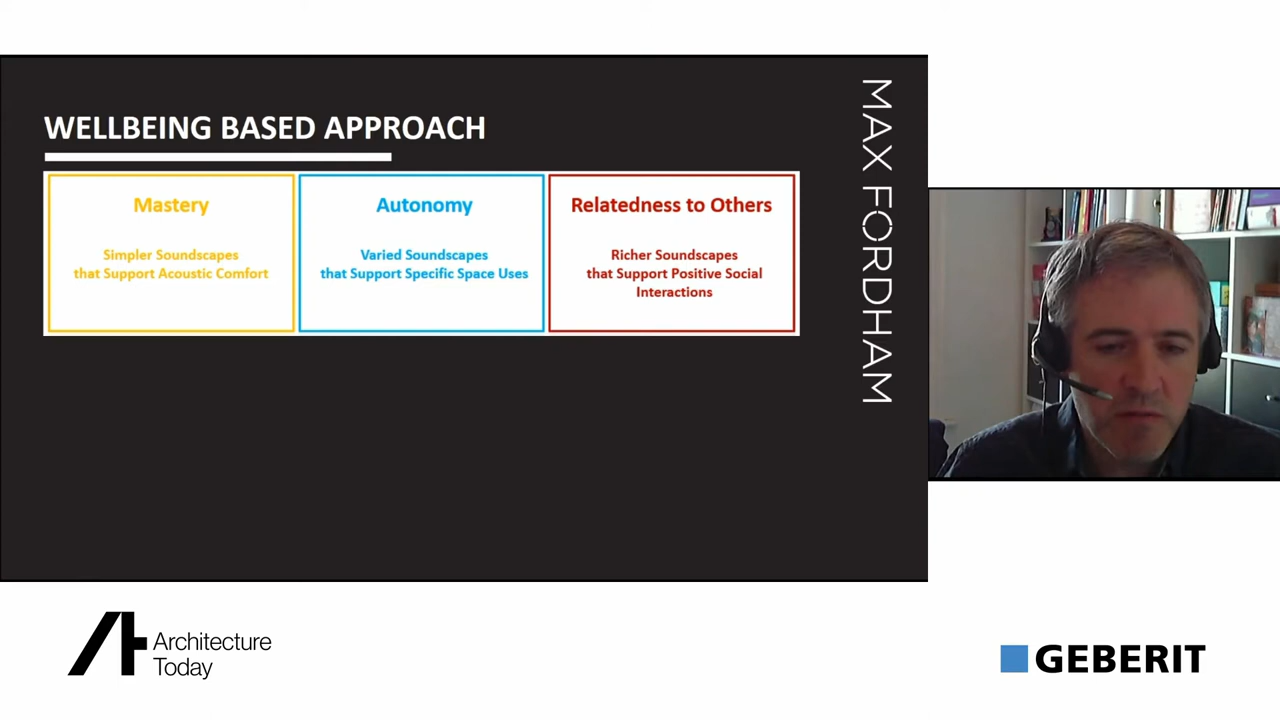 WELLBEING BASED APPROACH
Mastery
Simpler Soundscapes
that Support Acoustic Comfort
Autonomy
Varied Soundscapes
that Support Specific Space Uses
Relatedness to Others
Richer Soundscapes
that Support Positive Social
Interactions
MAX FORDHAM
Architecture
Today
GEBERIT